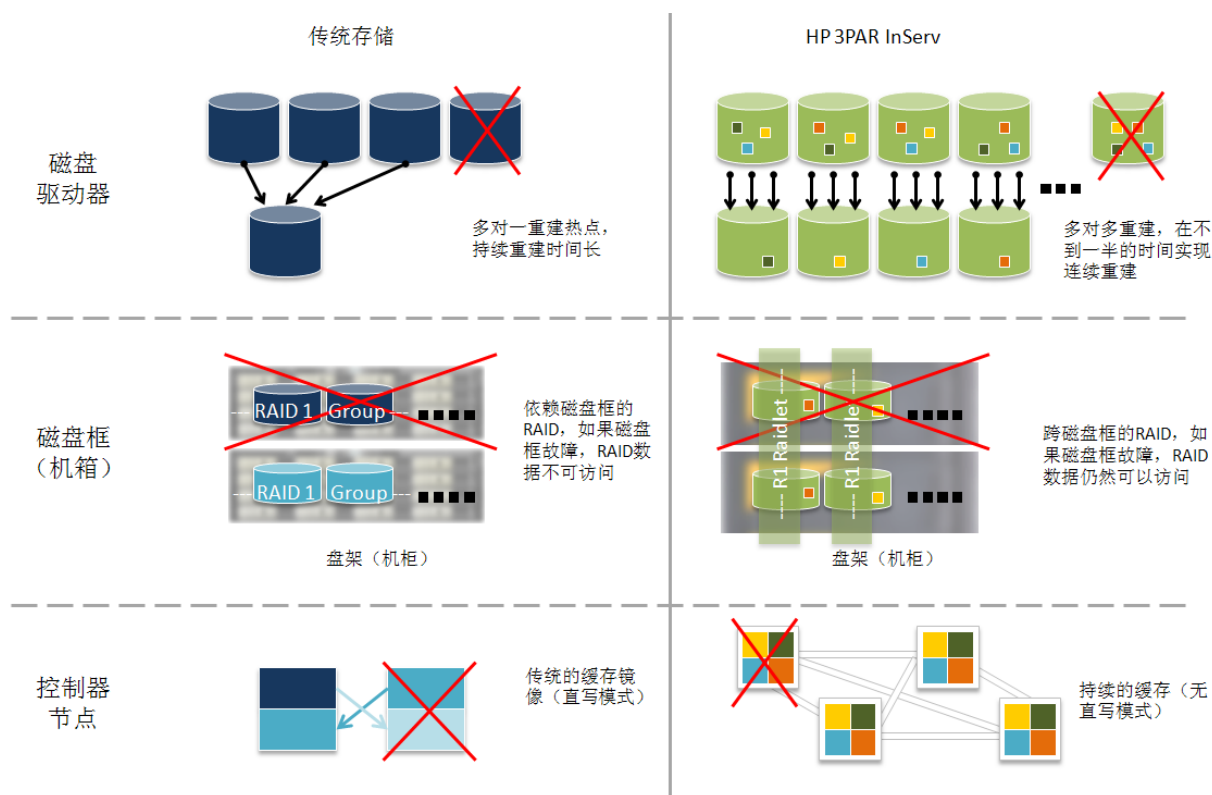 传统存储
HP 3PAR InServ
磁盘
驱动器
多对一重建热点，
持续重建时间长
多对多重建，在不
到一半的时间实现
连续重建
磁盘框
（机箱）
RAID 1 Group
RAID 1 Group
依赖磁盘框的
RAID，如果磁盘
框故障，RAID数
据不可访问
盘架（机柜）
---- R1 Raidlet ----
---- R1 Raidlet ----
跨磁盘框的RAID，如
果磁盘框故障，RAID
数据仍然可以访问
盘架（机柜）
控制器
节点
传统的缓存镜
像（直写模式）
持续的缓存（无
直写模式）